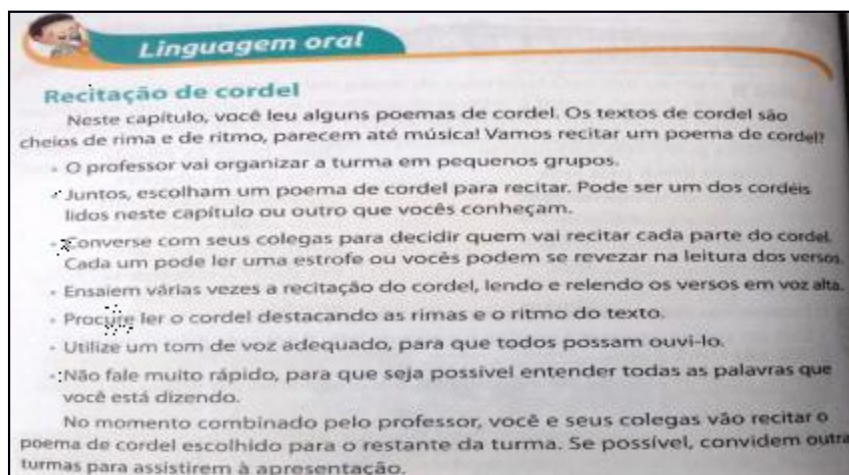 Linguagem oral
Recitação de cordel
Neste capítulo, você leu alguns poemas de cordel. Os textos de cordel são
cheios de rima e de ritmo, parecem até música! Vamos recitar um poema de cordel?
• O professor vai organizar a turma em pequenos grupos.
• Juntos, escolham um poema de cordel para recitar. Pode ser um dos cordéis
lidos neste capítulo ou outro que vocês conheçam.
• Converse com seus colegas para decidir quem vai recitar cada parte do cordel.
Cada um pode ler uma estrofe ou vocês podem se revezar na leitura dos versos.
• Ensaiem várias vezes a recitação do cordel, lendo e relendo os versos em voz alta.
• Procure ler o cordel destacando as rimas e o ritmo do texto.
• Utilize um tom de voz adequado, para que todos possam ouvi-lo.
• Não fale muito rápido, para que seja possível entender todas as palavras que
você está dizendo.
No momento combinado pelo professor, você e seus colegas vão recitar o
poema de cordel escolhido para o restante da turma. Se possível, convidem outra
turmas para assistirem à apresentação.